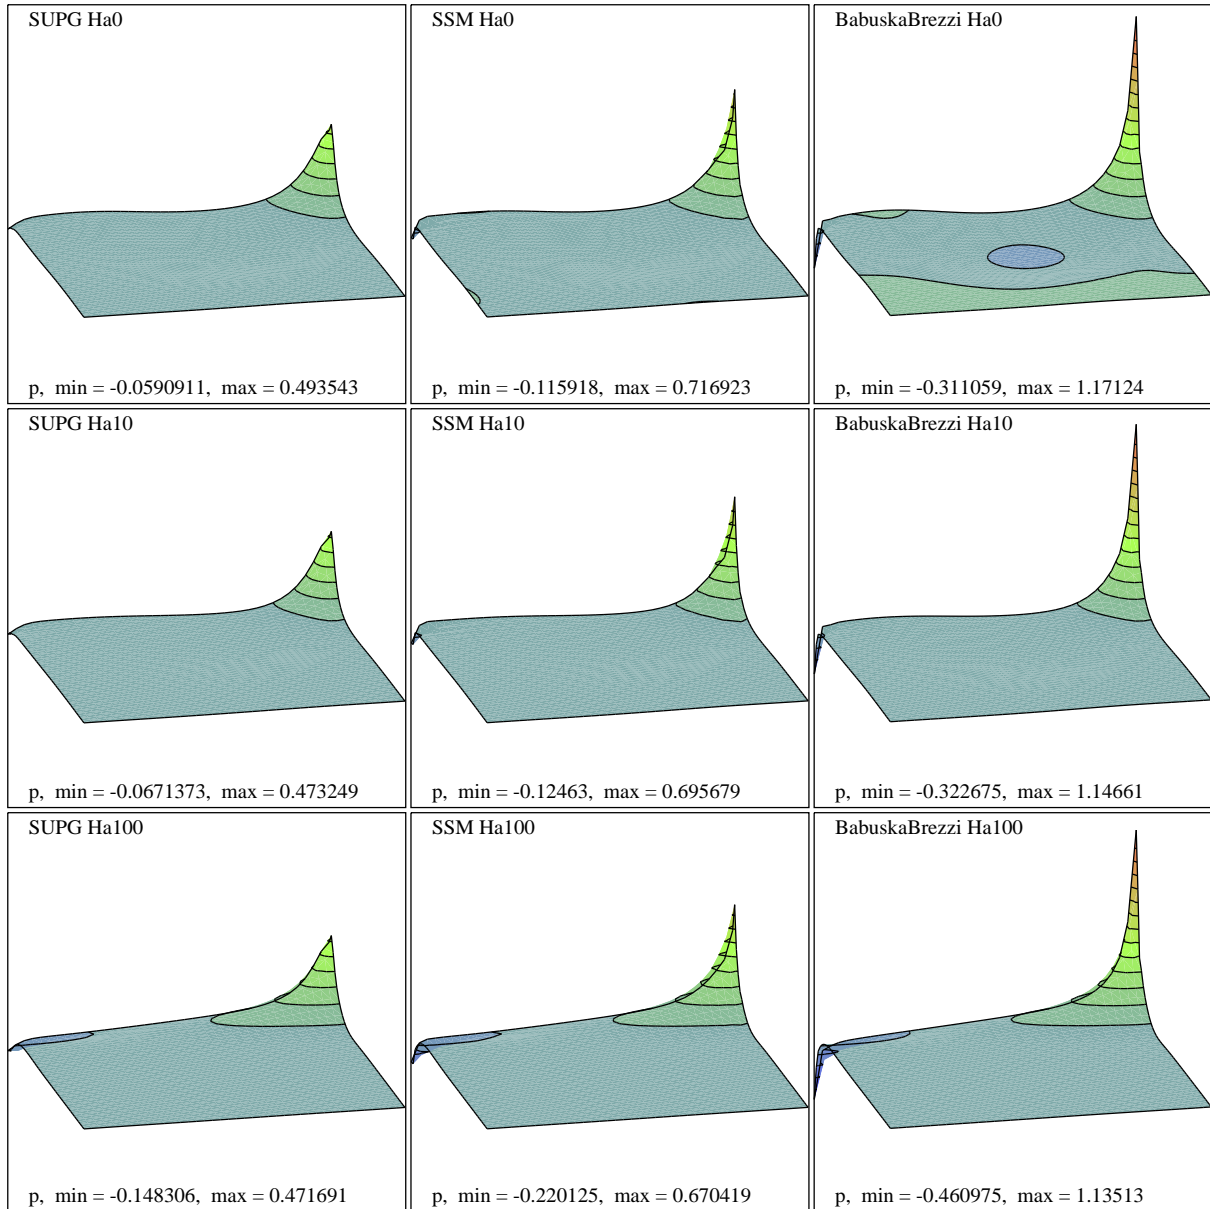 SUPG Ha0
SSM Ha0
BabuskaBrezzi Ha0
p, min = -0.0590911, max = 0.493543
p, min = -0.115918, max = 0.716923
p, min = -0.311059, max = 1.17124
SUPG Ha10
SSM Ha10
BabuskaBrezzi Ha10
p, min = -0.0671373, max = 0.473249
p, min = -0.12463, max = 0.695679
p, min = -0.322675, max = 1.14661
SUPG Ha100
SSM Ha100
BabuskaBrezzi Ha100
p, min = -0.148306, max = 0.471691
p, min = -0.220125, max = 0.670419
p, min = -0.460975, max = 1.13513